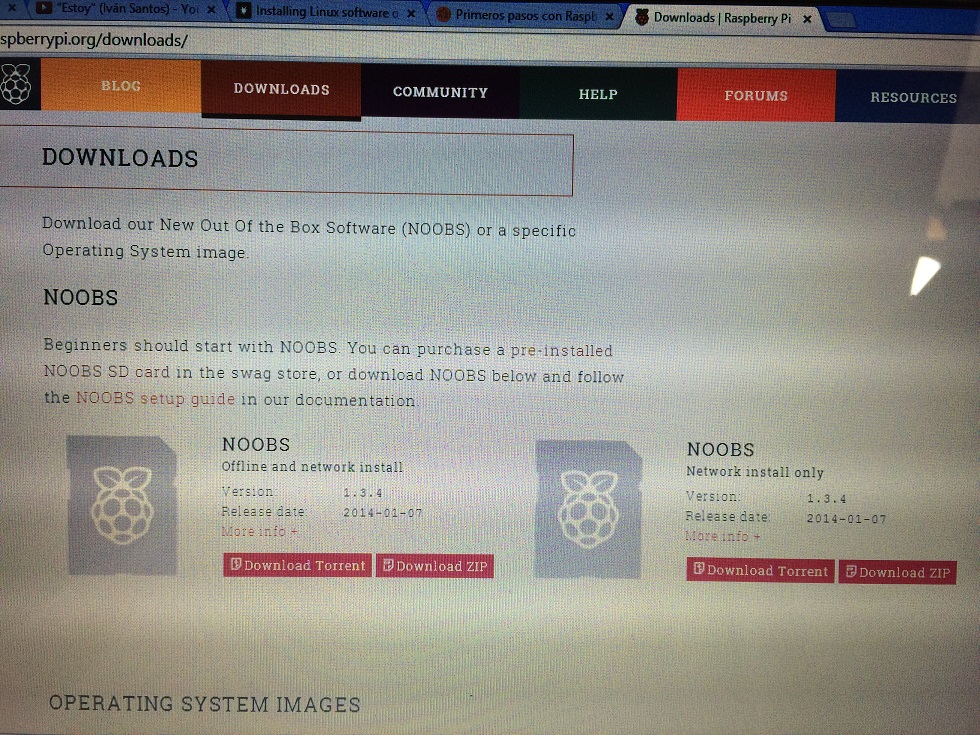 "Estoy" (Iván Santos) - Yo
Installing Linux software o
Primeros pasos con Raspb
Downloads | Raspberry Pi
spberrypi.org/downloads/
BLOG
DOWNLOADS
COMMUNITY
HELP
FORUMS
RESOURCES
DOWNLOADS
Download our New Out Of the Box Software (NOOBS) or a specific
Operating System image.
NOOBS
Beginners should start with NOOBS. You can purchase a pre-installed
NOOBS SD card in the swag store, or download NOOBS below and follow
the NOOBS setup guide in our documentation.
NOOBS
Offline and network install
Version: 1.3.4
Release date: 2014-01-07
More info +
Download Torrent
Download ZIP
NOOBS
Network install only
Version: 1.3.4
Release date: 2014-01-07
More info +
Download Torrent
Download ZIP
OPERATING SYSTEM IMAGES